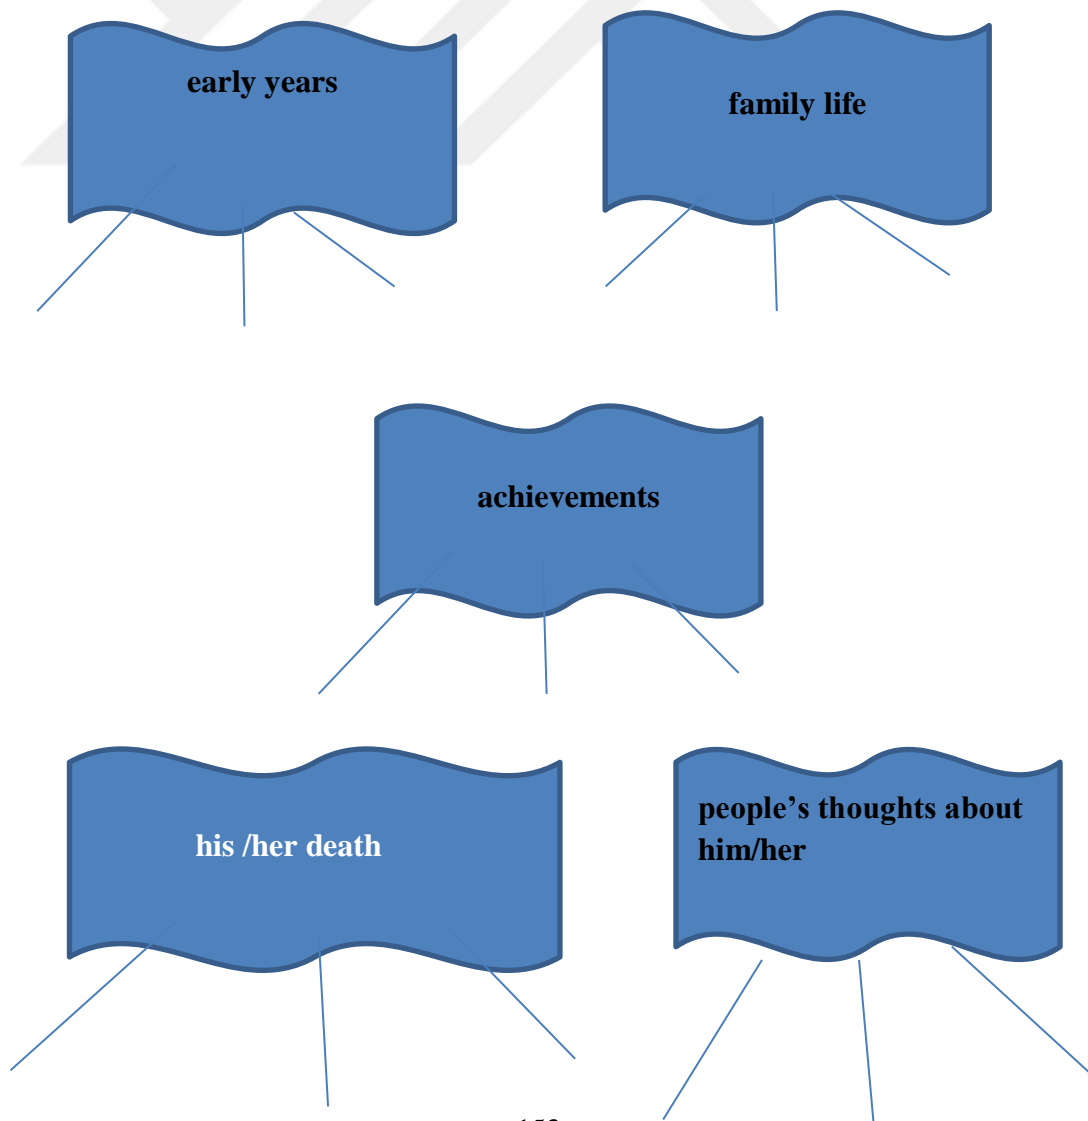 early years
family life
achievements
his /her death
people's thoughts about
him/her